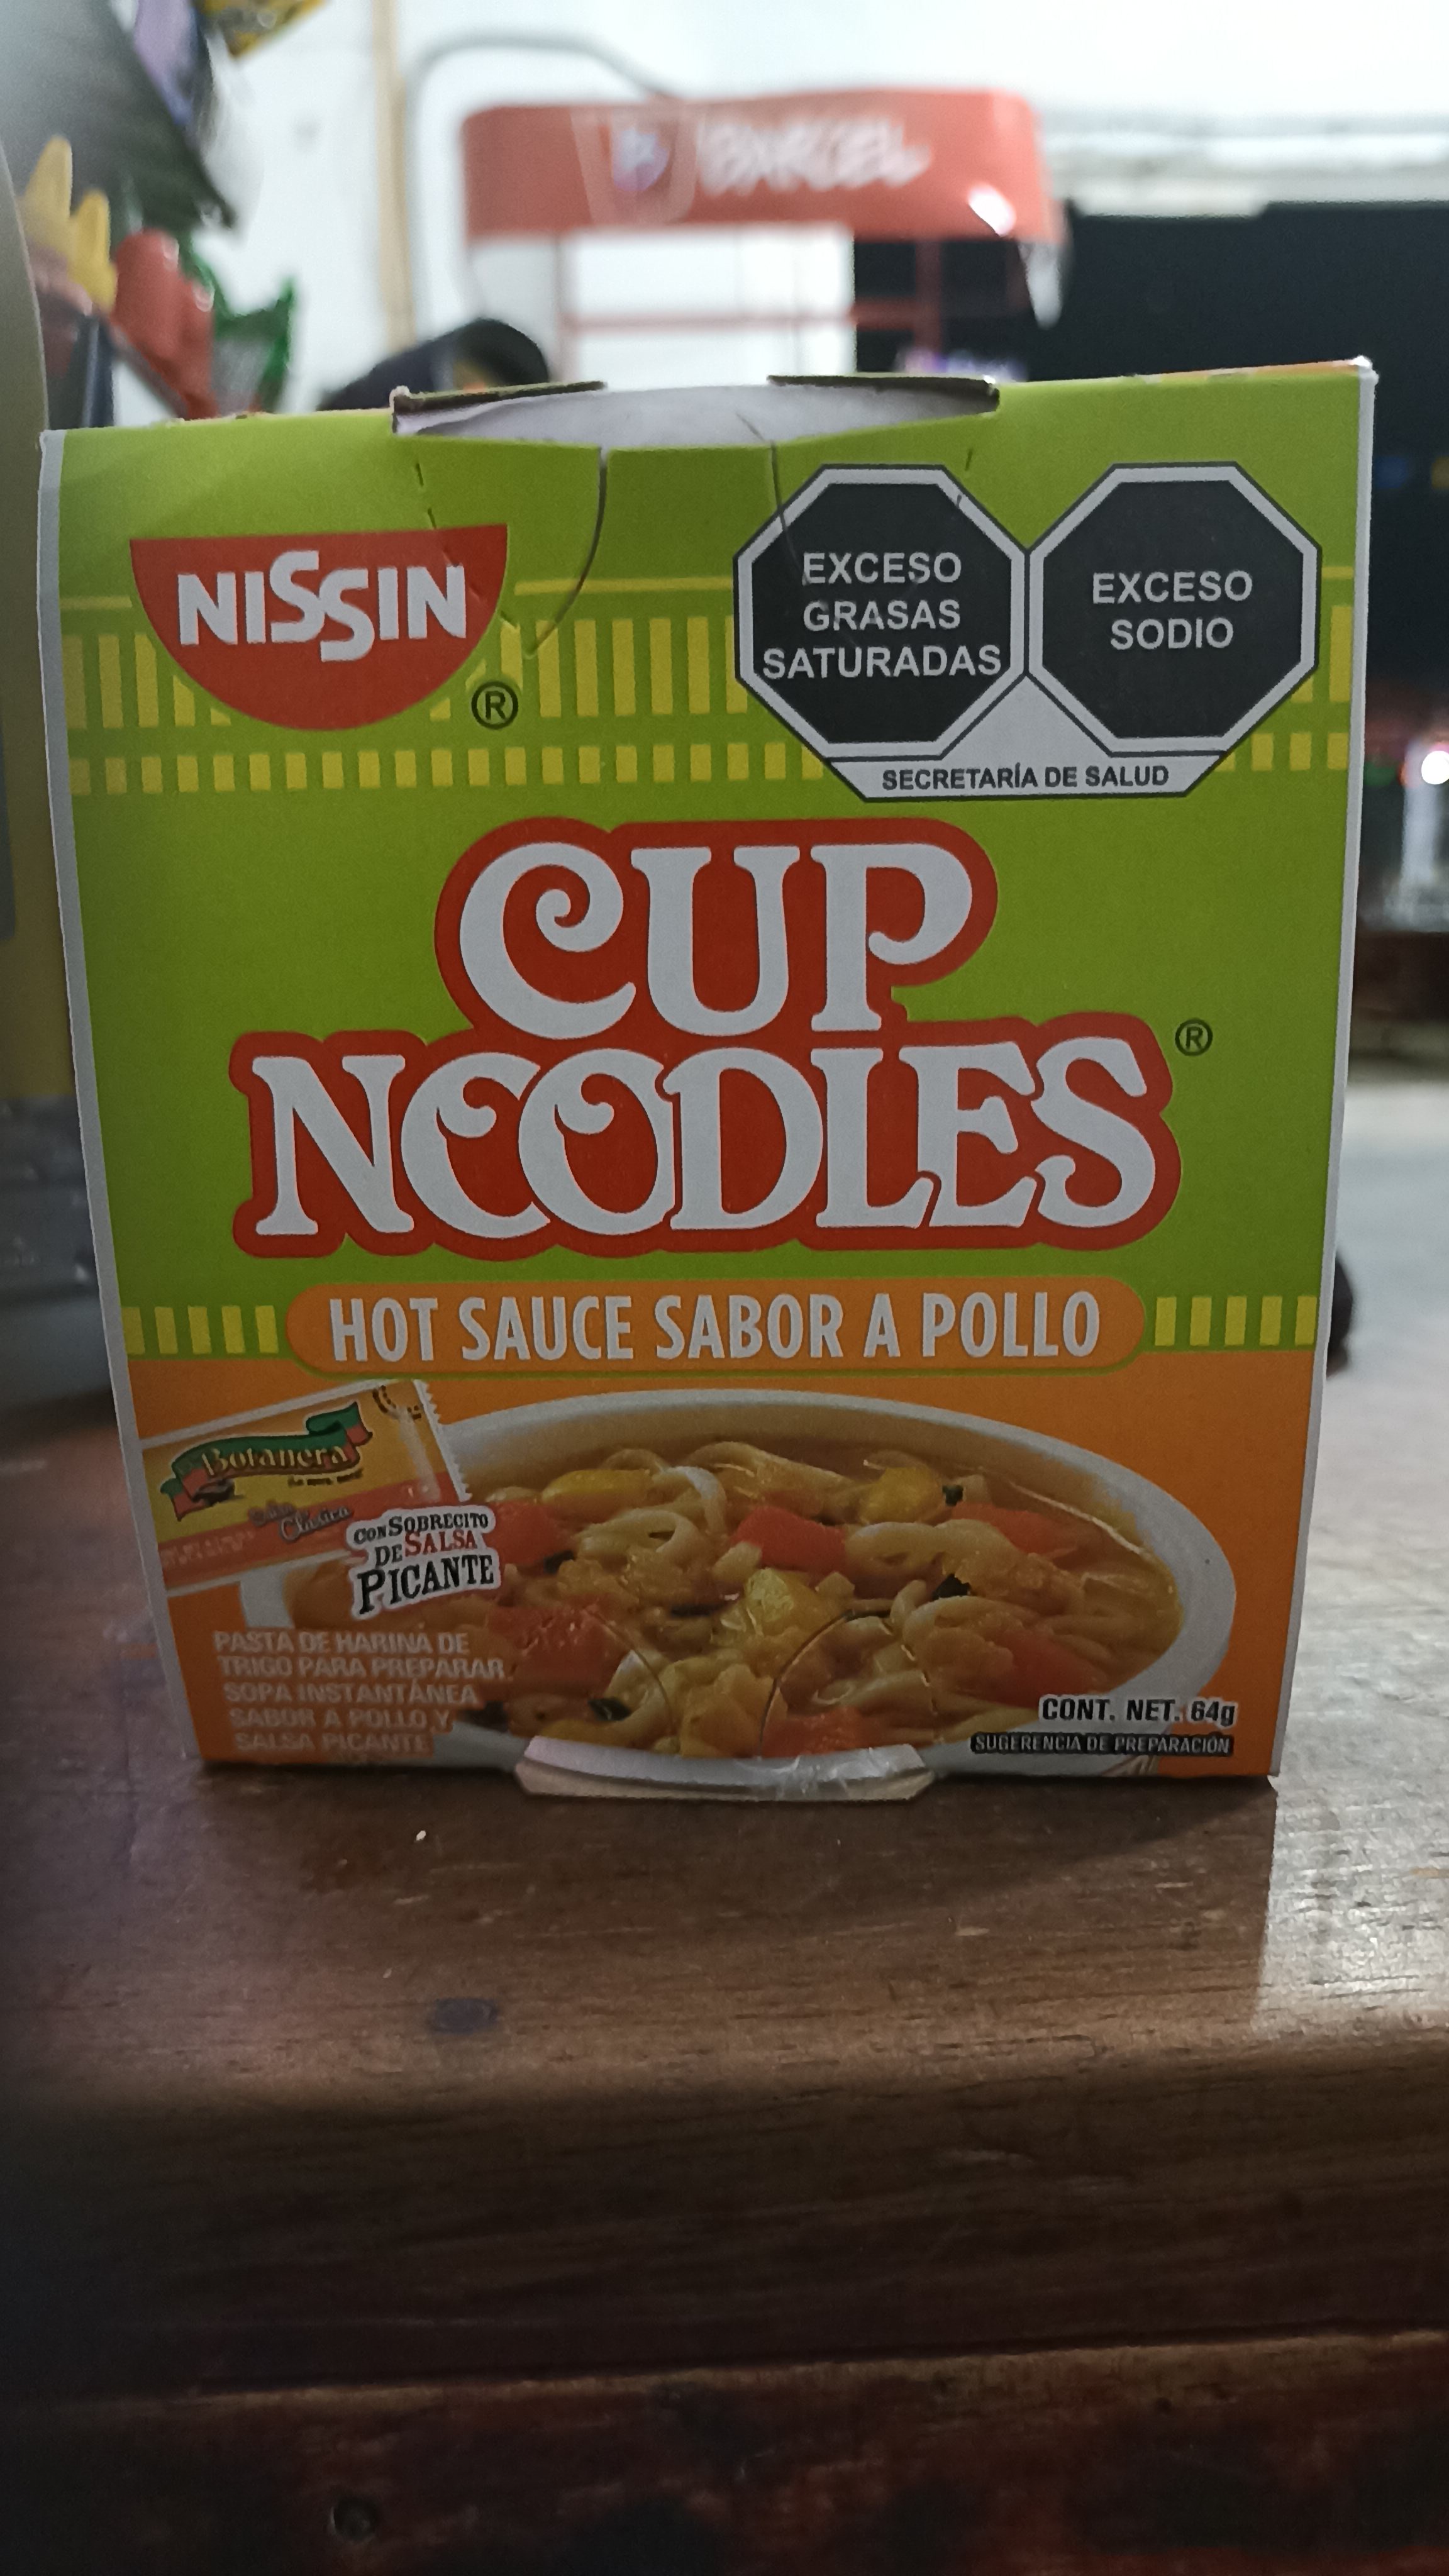 BARCEL
NISSIN
®
EXCESO
GRASAS
SATURADAS
EXCESO
SODIO
SECRETARÍA DE SALUD
CUP
NOODLES
®
HOT SAUCE SABOR A POLLO
Botanera
Clásica
CON SOBRECITO
DE SALSA
PICANTE
PASTA DE HARINA DE
TRIGO PARA PREPARAR
SOPA INSTANTÁNEA
SABOR A POLLO Y
SALSA PICANTE
CONT. NET. 64g
SUGERENCIA DE PREPARACIÓN